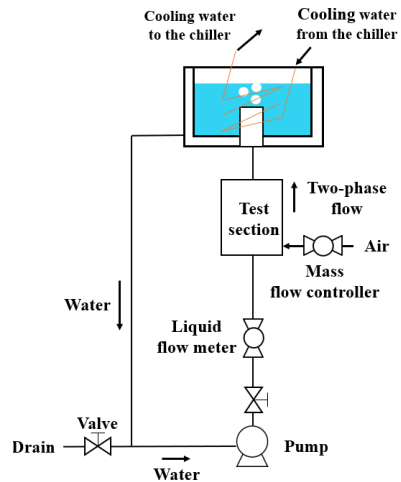 Cooling water
to the chiller
Cooling water
from the chiller
Two-phase
flow
Test
section
Air
Mass
flow controller
Water
Liquid
flow meter
Valve
Drain
Pump
Water